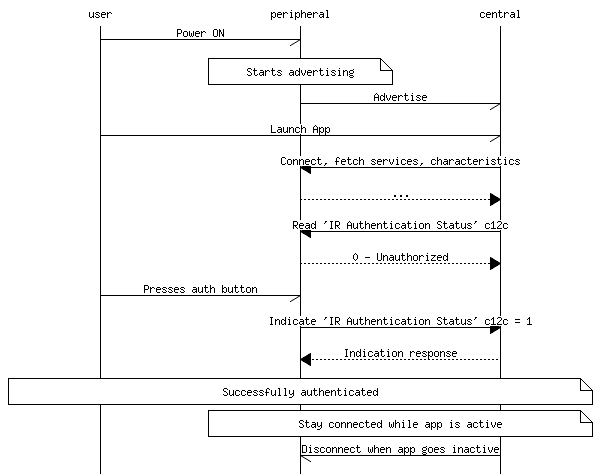 user peripheral central
Power ON
Starts advertising
Advertise
Launch App
Connect, fetch services, characteristics
...
Read 'IR Authentication Status' c12c
0 - Unauthorized
Presses auth button
Indicate 'IR Authentication Status' c12c = 1
Indication response
Successfully authenticated
Stay connected while app is active
Disconnect when app goes inactive